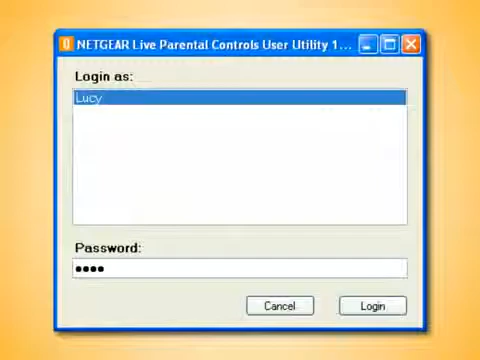 NETGEAR Live Parental Controls User Utility 1...
Login as:
Lucy
Password:
●●●●
Cancel Login